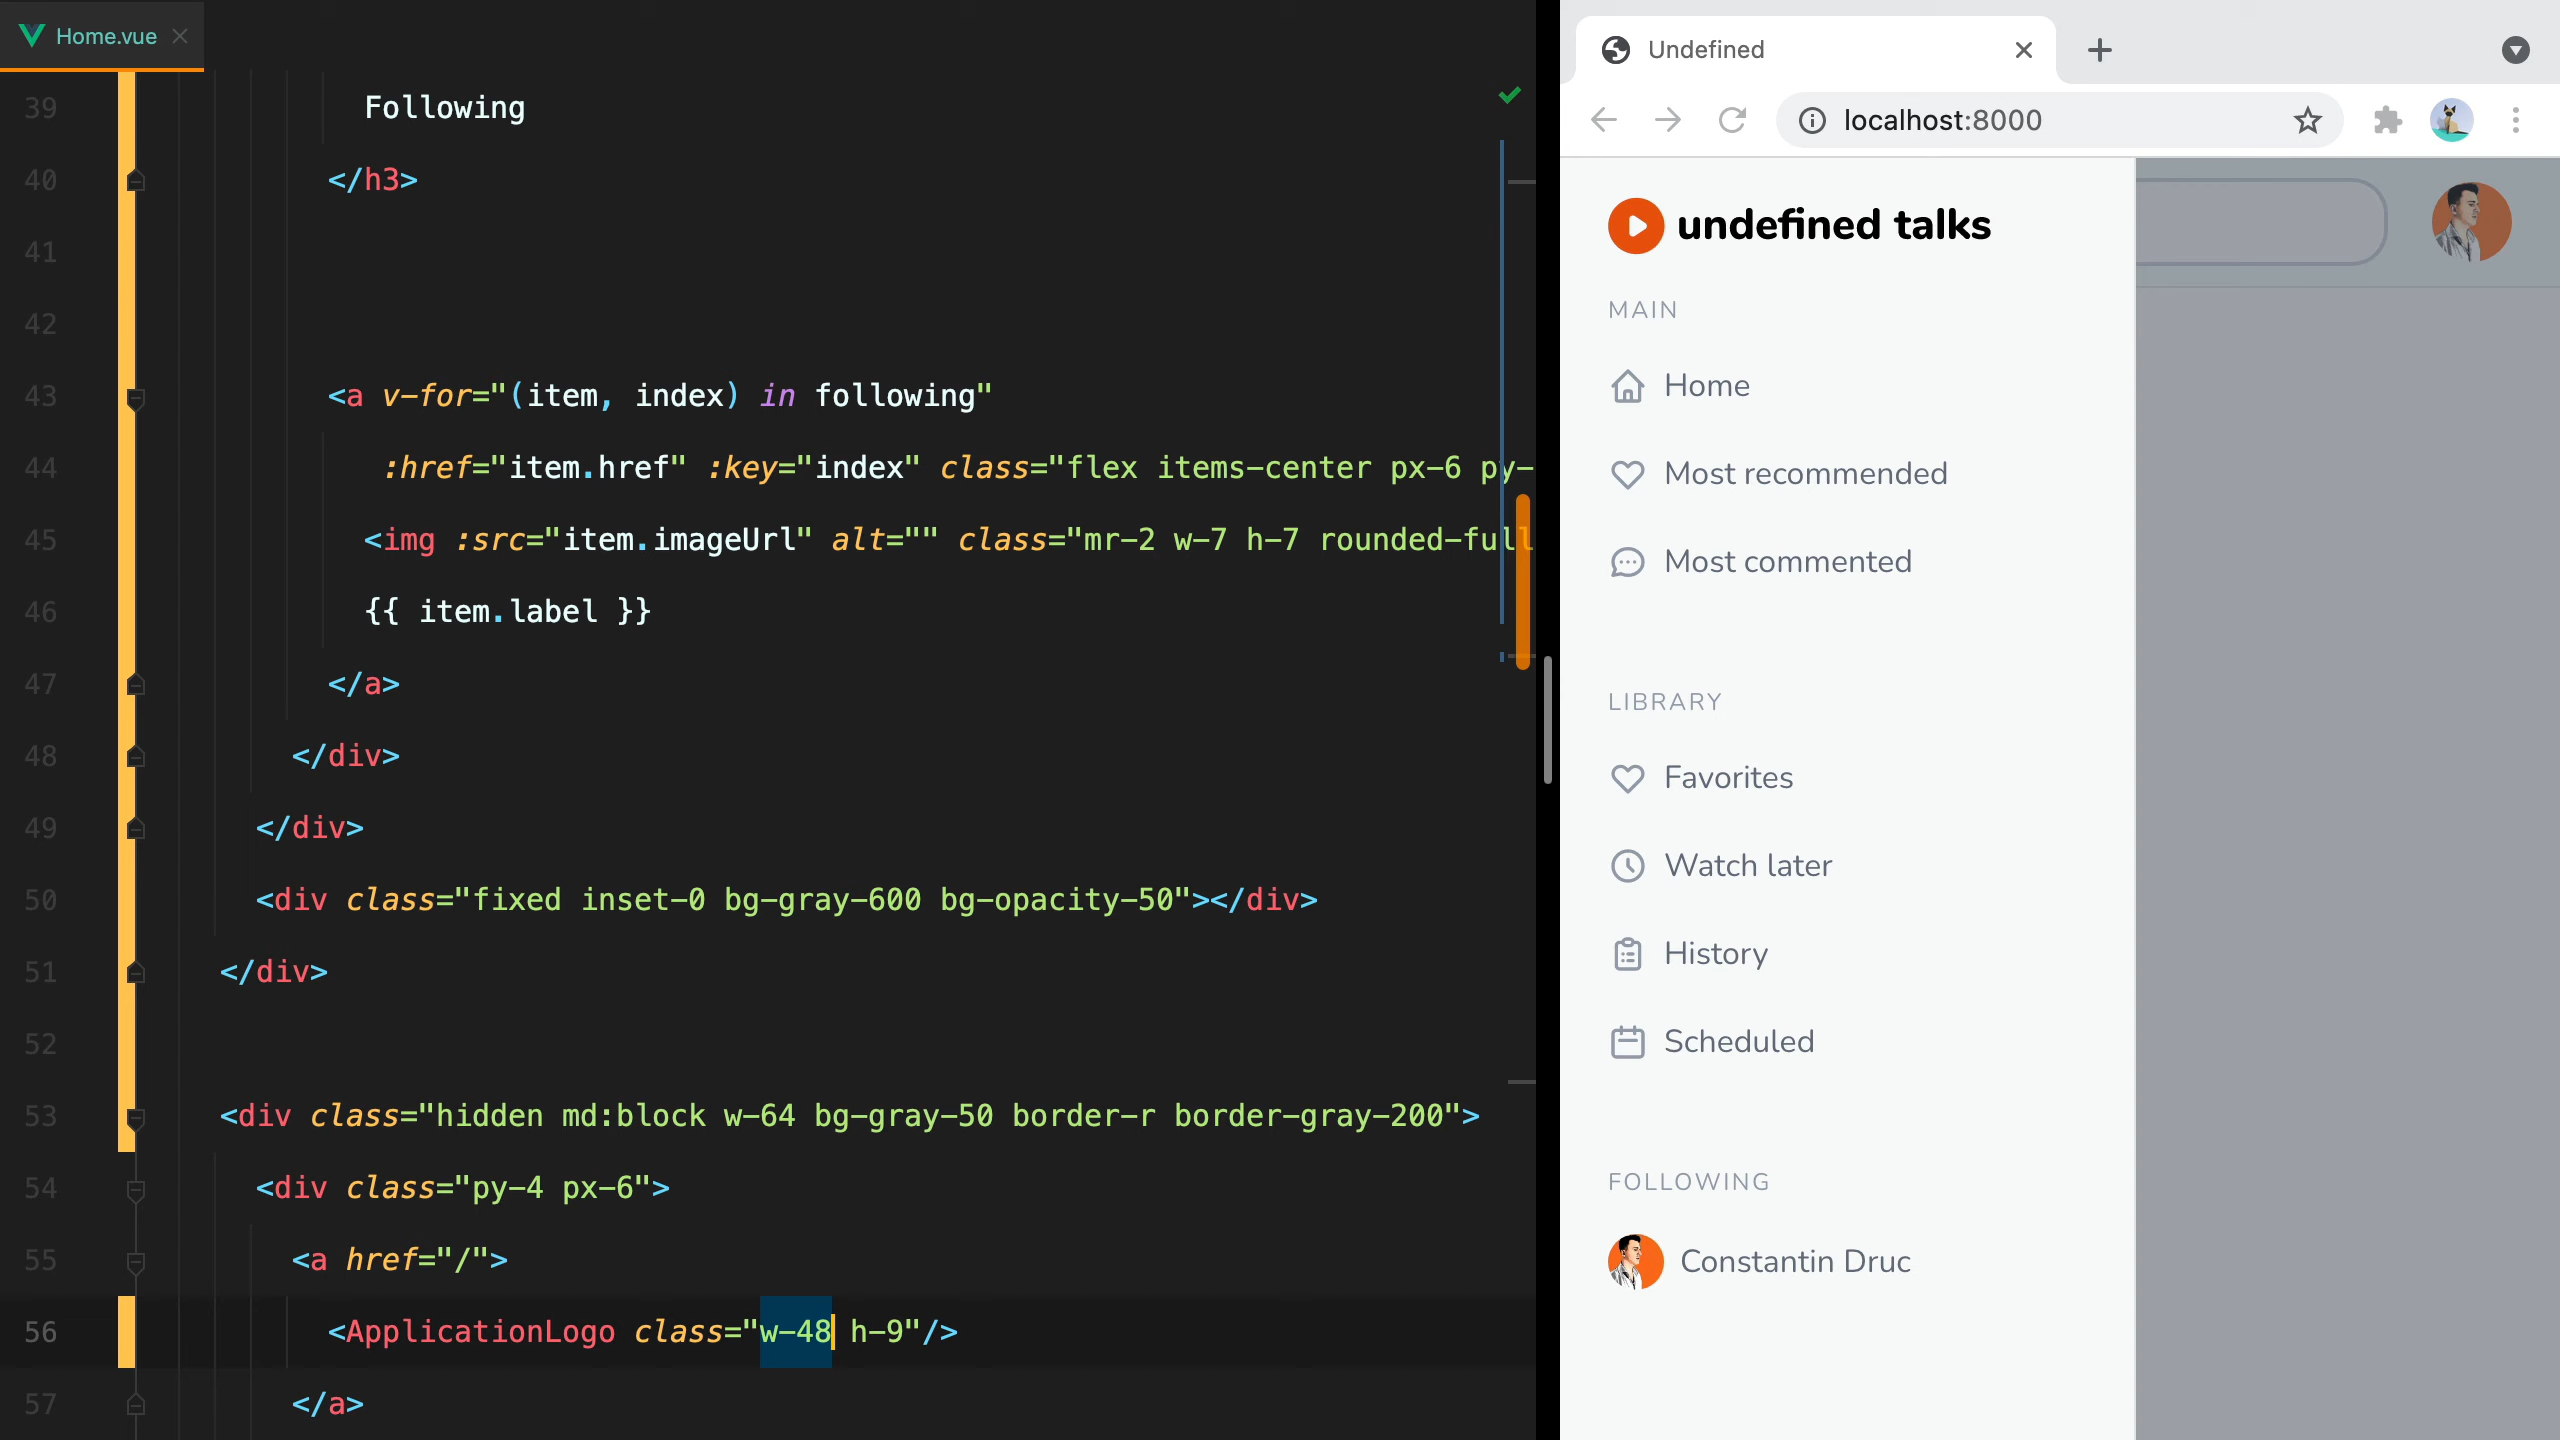 Home.vue
39 Following
40 </h3>
41
42
43 <a v-for="(item, index) in following"
44 :href="item.href" :key="index" class="flex items-center px-6 py-
45 <img :src="item.imageUrl" alt="" class="mr-2 w-7 h-7 rounded-full
46 {{ item.label }}
47 </a>
48 </div>
49 </div>
50 <div class="fixed inset-0 bg-gray-600 bg-opacity-50"></div>
51 </div>
52
53 <div class="hidden md:block w-64 bg-gray-50 border-r border-gray-200">
54 <div class="py-4 px-6">
55 <a href="/">
56 <ApplicationLogo class="w-48 h-9"/>
57 </a>
Undefined
localhost:8000
undefined talks
MAIN
Home
Most recommended
Most commented
LIBRARY
Favorites
Watch later
History
Scheduled
FOLLOWING
Constantin Druc